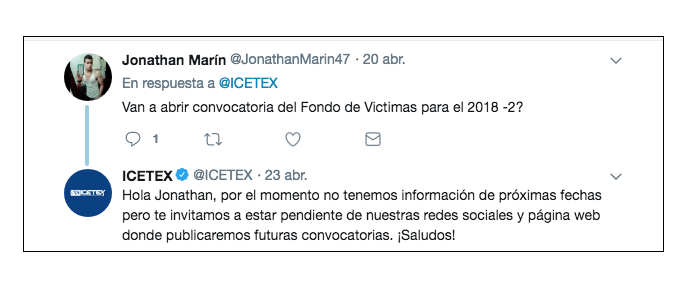 Jonathan Marín @JonathanMarin47 · 20 abr.
En respuesta a @ICETEX
Van a abrir convocatoria del Fondo de Victimas para el 2018 -2?
1
ICETEX @ICETEX · 23 abr.
ICETEX
Hola Jonathan, por el momento no tenemos información de próximas fechas
pero te invitamos a estar pendiente de nuestras redes sociales y página web
donde publicaremos futuras convocatorias. ¡Saludos!